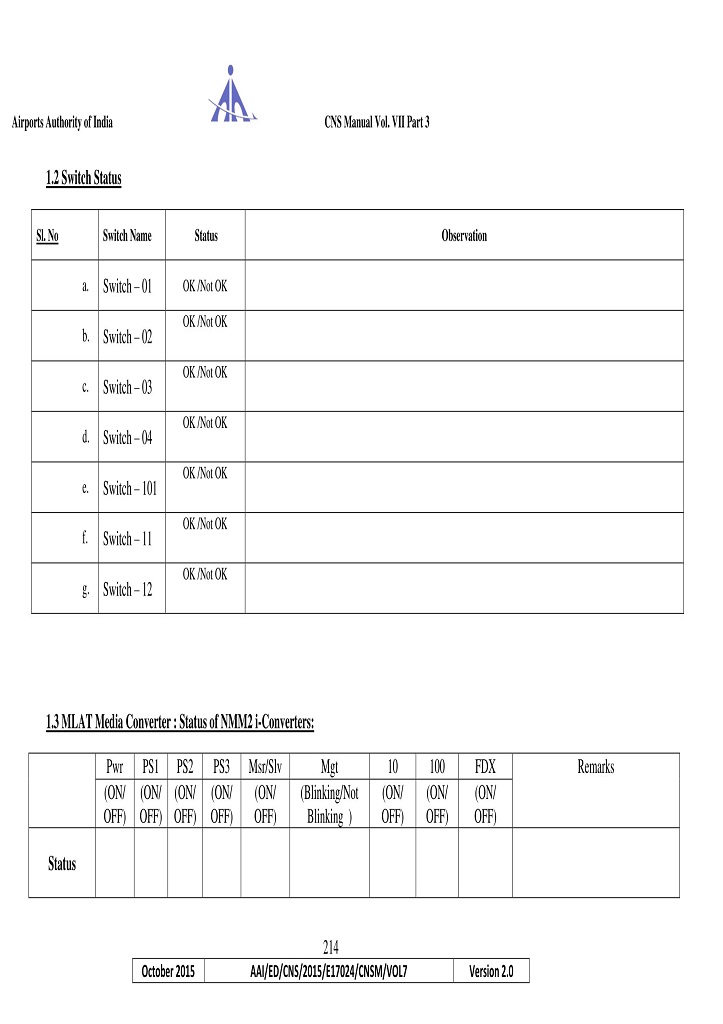 Airports Authority of India CNS Manual Vol. VII Part 3
1.2 Switch Status
Sl. No Switch Name Status Observation
a. Switch – 01 OK /Not OK
b. Switch – 02 OK /Not OK
c. Switch – 03 OK /Not OK
d. Switch – 04 OK /Not OK
e. Switch – 101 OK /Not OK
f. Switch – 11 OK /Not OK
g. Switch – 12 OK /Not OK
1.3 MLAT Media Converter : Status of NMM2 i-Converters:
Pwr PS1 PS2 PS3 Msr/Slv Mgt 10 100 FDX Remarks
(ON/ (ON/ (ON/ (ON/ (ON/ (Blinking/Not (ON/ (ON/ (ON/
OFF) OFF) OFF) OFF) OFF) Blinking ) OFF) OFF) OFF)
Status
214
October 2015 AAI/ED/CNS/2015/E17024/CNSM/VOL7 Version 2.0